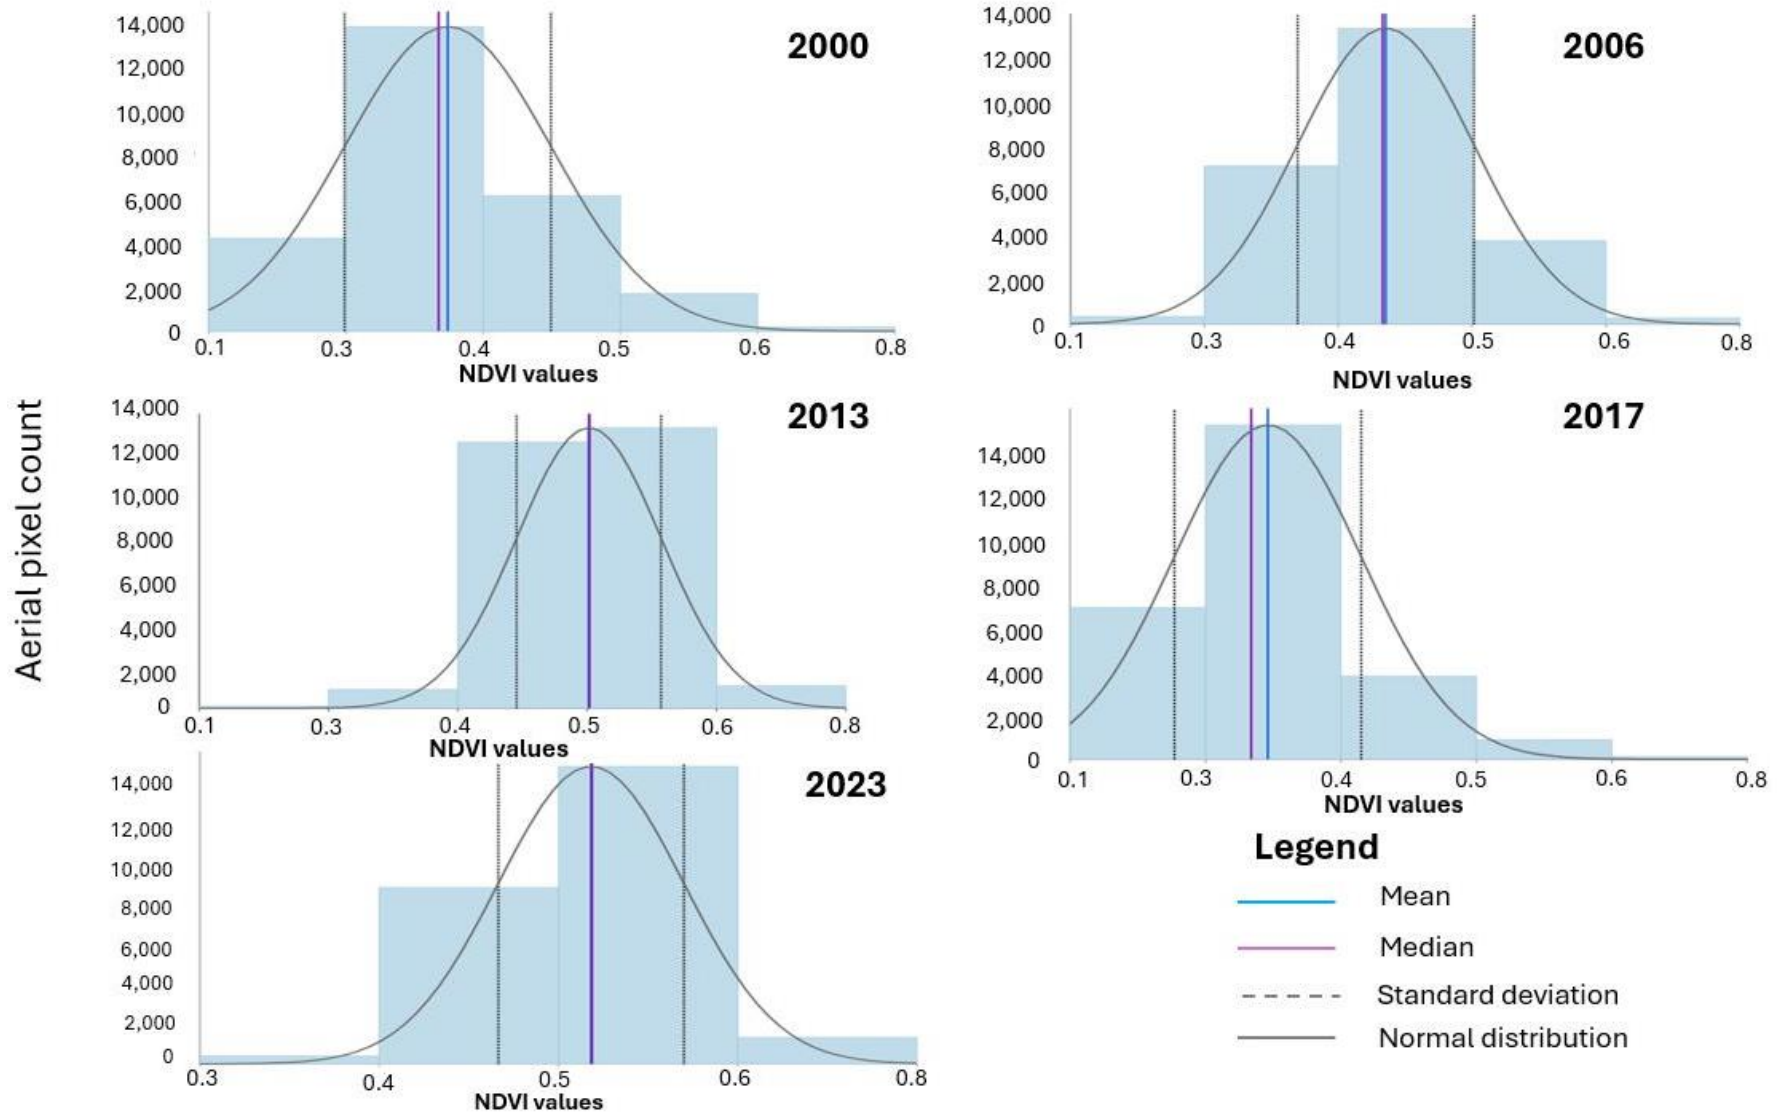 Aerial pixel count
2000
14,000
12,000
10,000
8,000
6,000
4,000
2,000
0
0.1 0.3 0.4 0.5 0.6 0.8
NDVI values
2006
14,000
12,000
10,000
8,000
6,000
4,000
2,000
0
0.1 0.3 0.4 0.5 0.6 0.8
NDVI values
2013
14,000
12,000
10,000
8,000
6,000
4,000
2,000
0
0.1 0.3 0.4 0.5 0.6 0.8
NDVI values
2017
14,000
12,000
10,000
8,000
6,000
4,000
2,000
0
0.1 0.3 0.4 0.5 0.6 0.8
NDVI values
2023
14,000
12,000
10,000
8,000
6,000
4,000
2,000
0
0.3 0.4 0.5 0.6 0.8
NDVI values
Legend
Mean
Median
Standard deviation
Normal distribution